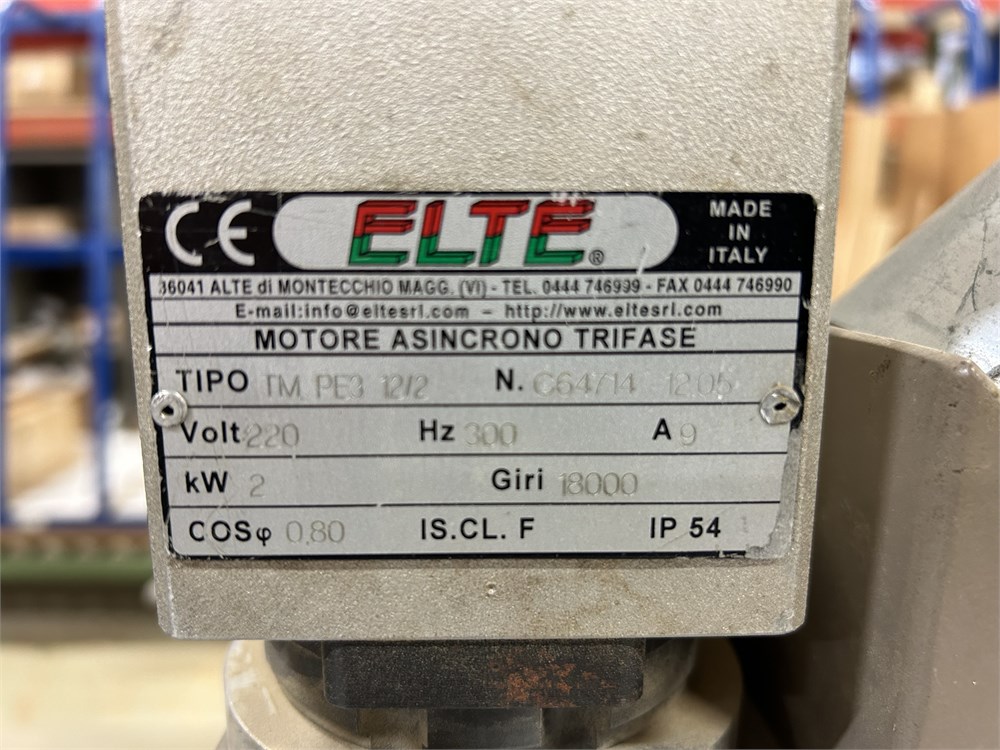 CE ELTE® MADE IN ITALY
36041 ALTE di MONTECCHIO MAGG. (VI) - TEL. 0444 746999 - FAX 0444 746990
E-mail:info@eltesrl.com – http://www.eltesrl.com
MOTORE ASINCRONO TRIFASE
TIPO TM PE3 12/2 N. C64714 12.05
Volt 220 Hz 300 A 9
kW 2 Giri 18000
COSφ 0,80 IS.CL. F IP 54